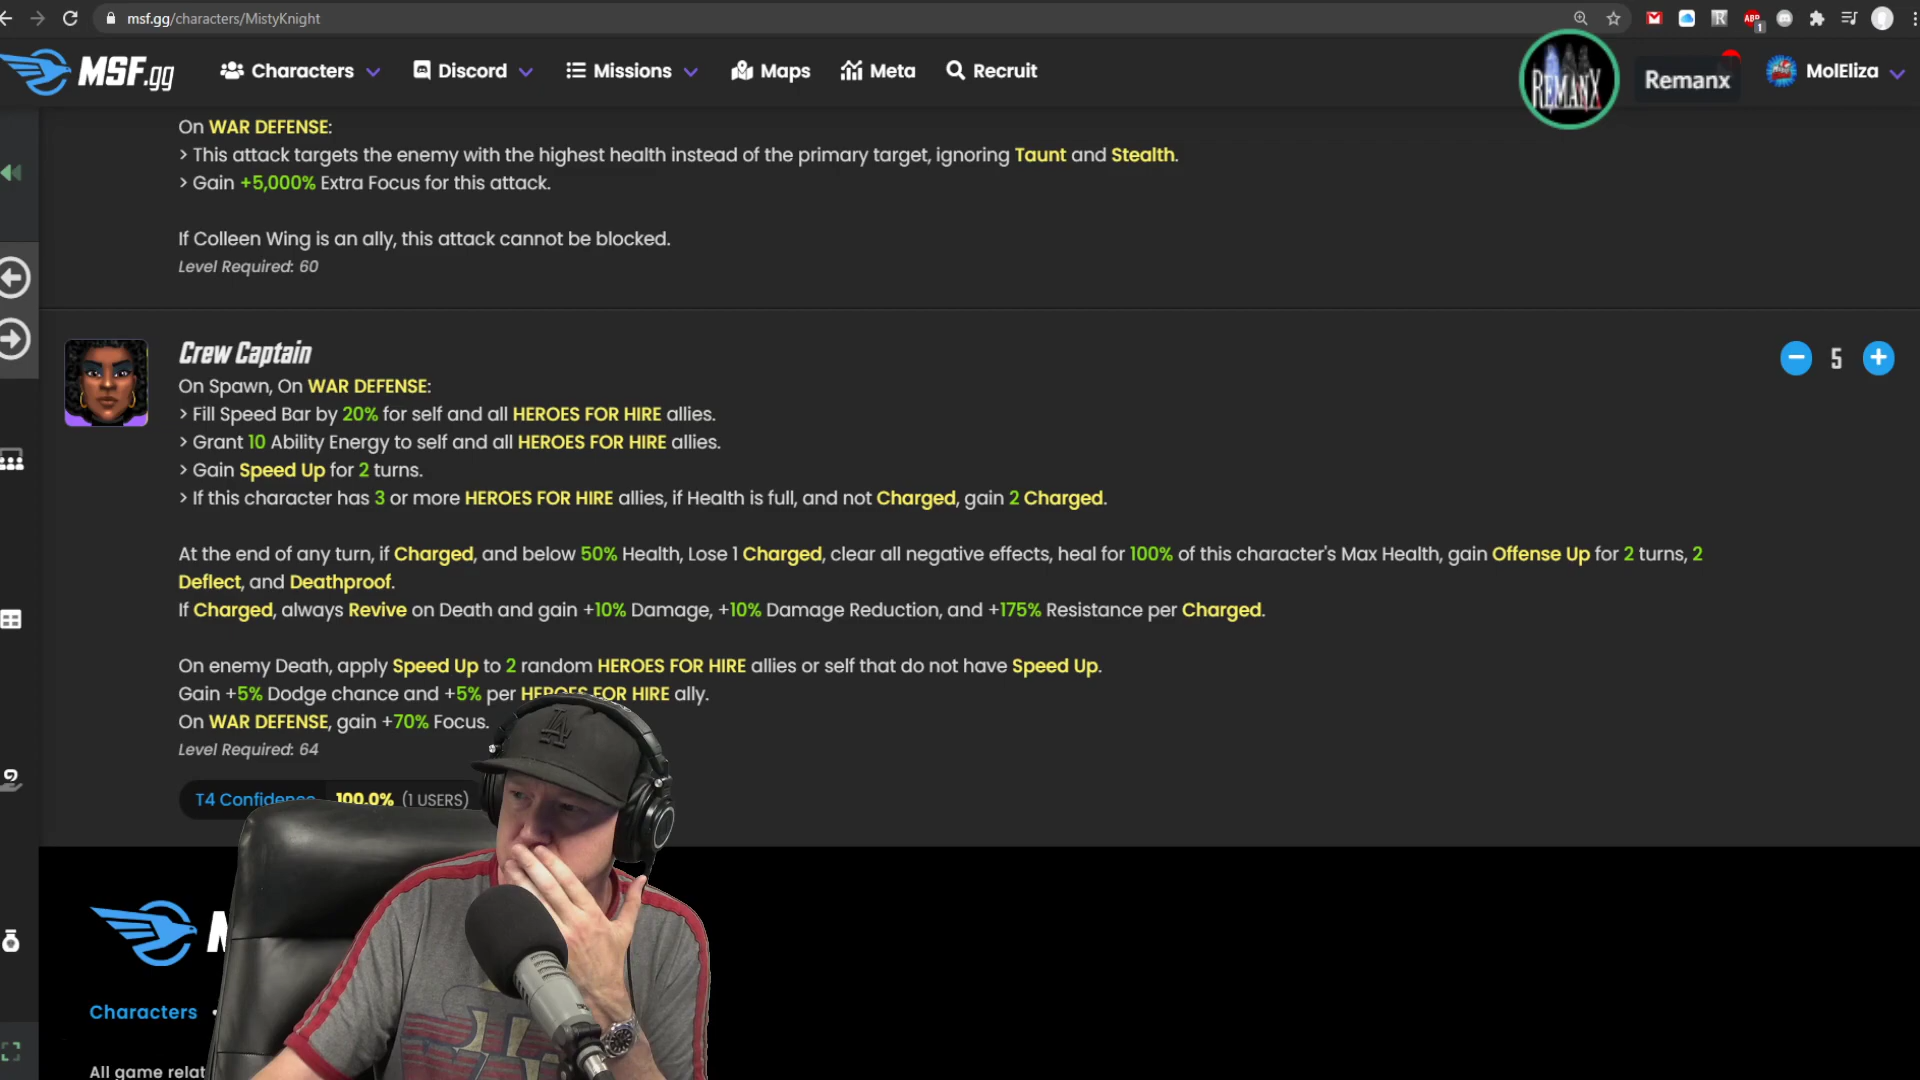 msf.gg/characters/MistyKnight
MSF.gg Characters Discord Missions Maps Meta Recruit REMANX Remanx MolEliza
On WAR DEFENSE:
> This attack targets the enemy with the highest health instead of the primary target, ignoring Taunt and Stealth.
> Gain +5,000% Extra Focus for this attack.
If Colleen Wing is an ally, this attack cannot be blocked.
Level Required: 60
Crew Captain
5
On Spawn, On WAR DEFENSE:
> Fill Speed Bar by 20% for self and all HEROES FOR HIRE allies.
> Grant 10 Ability Energy to self and all HEROES FOR HIRE allies.
> Gain Speed Up for 2 turns.
> If this character has 3 or more HEROES FOR HIRE allies, if Health is full, and not Charged, gain 2 Charged.
At the end of any turn, if Charged, and below 50% Health, Lose 1 Charged, clear all negative effects, heal for 100% of this character's Max Health, gain Offense Up for 2 turns, 2
Deflect, and Deathproof.
If Charged, always Revive on Death and gain +10% Damage, +10% Damage Reduction, and +175% Resistance per Charged.
On enemy Death, apply Speed Up to 2 random HEROES FOR HIRE allies or self that do not have Speed Up.
Gain +5% Dodge chance and +5% per HEROES FOR HIRE ally.
On WAR DEFENSE, gain +70% Focus.
Level Required: 64
T4 Confidence 100.0% (1 USERS)
LA
M
Characters •
All game relat